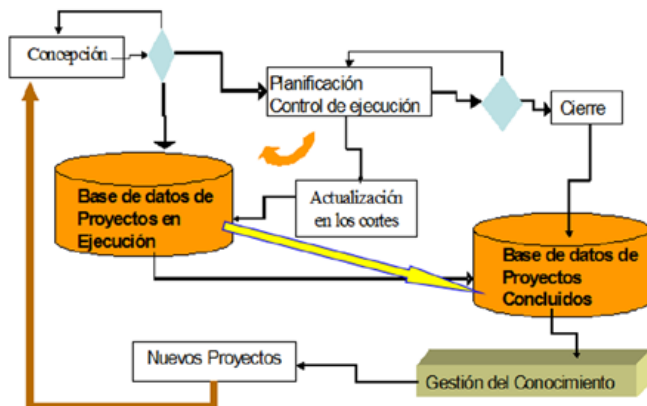 Concepción
Planificación
Control de ejecución
Cierre
Base de datos de
Proyectos en
Ejecución
Actualización
en los cortes
Base de datos de
Proyectos
Concluidos
Nuevos Proyectos
Gestión del Conocimiento